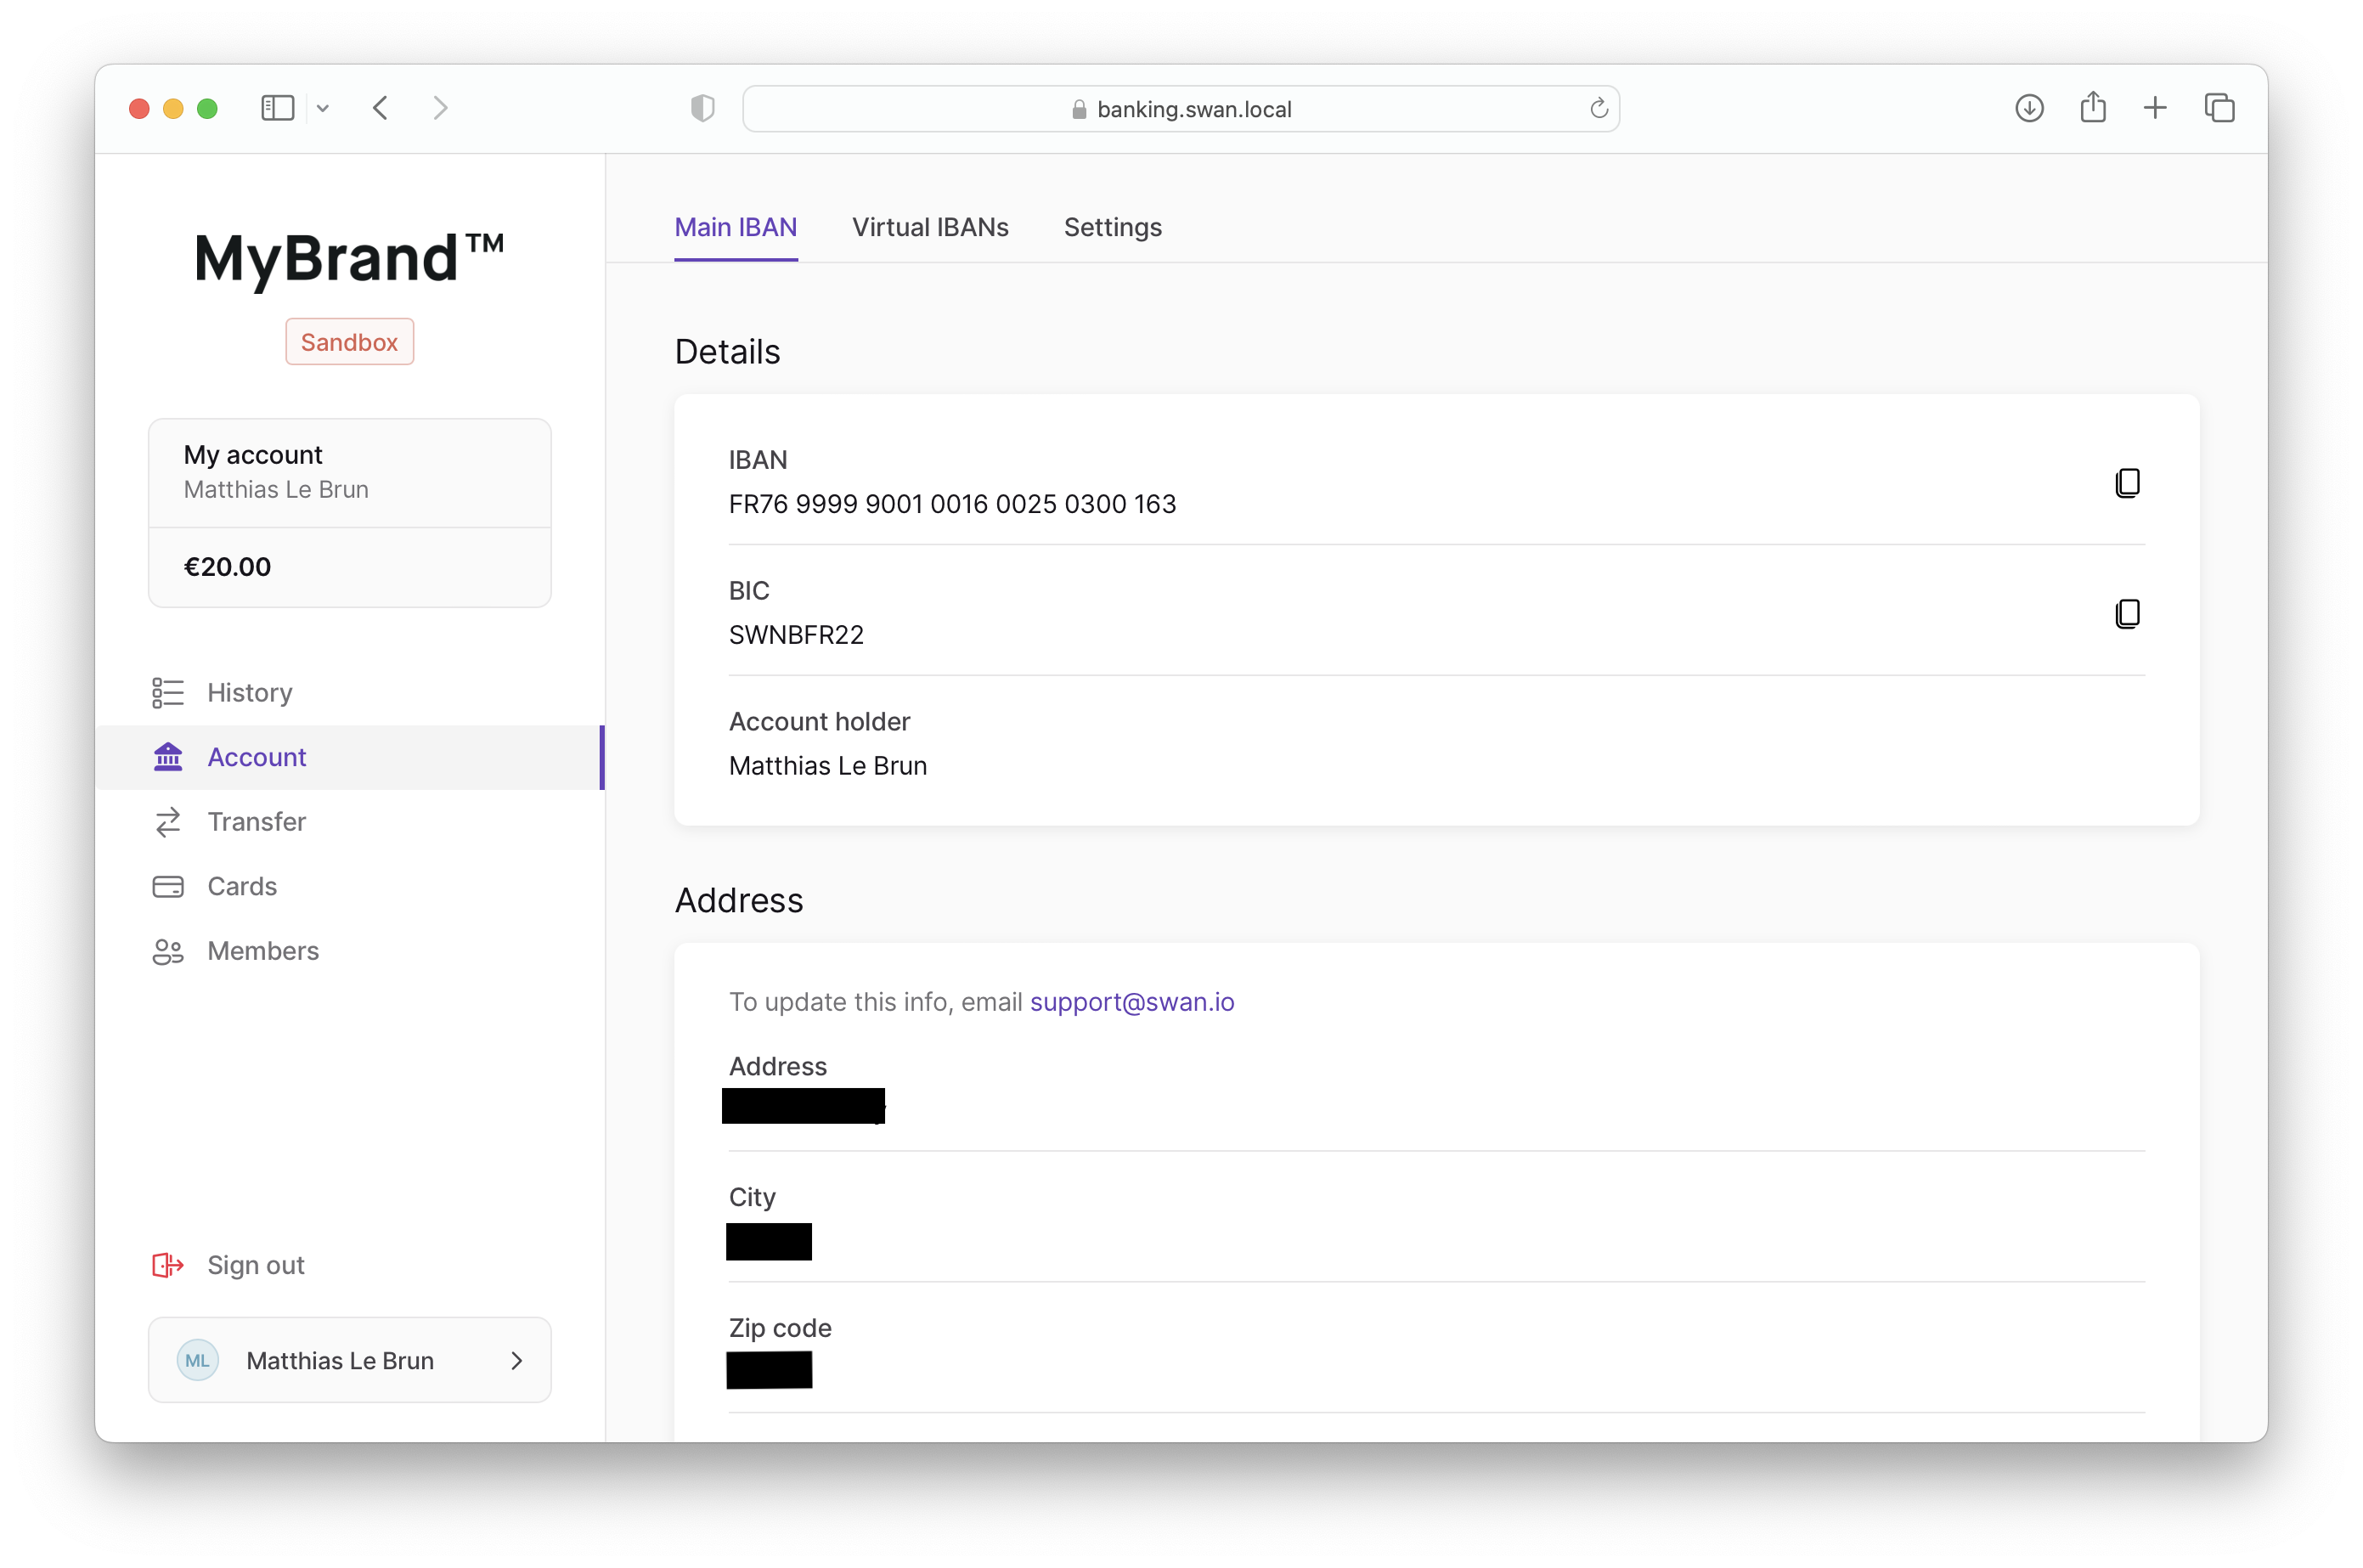 banking.swan.local
MyBrand™
Sandbox
My account
Matthias Le Brun
€20.00
History
Account
Transfer
Cards
Members
Sign out
ML Matthias Le Brun
Main IBAN Virtual IBANs Settings
Details
IBAN
FR76 9999 9001 0016 0025 0300 163
BIC
SWNBFR22
Account holder
Matthias Le Brun
Address
To update this info, email support@swan.io
Address
City
Zip code